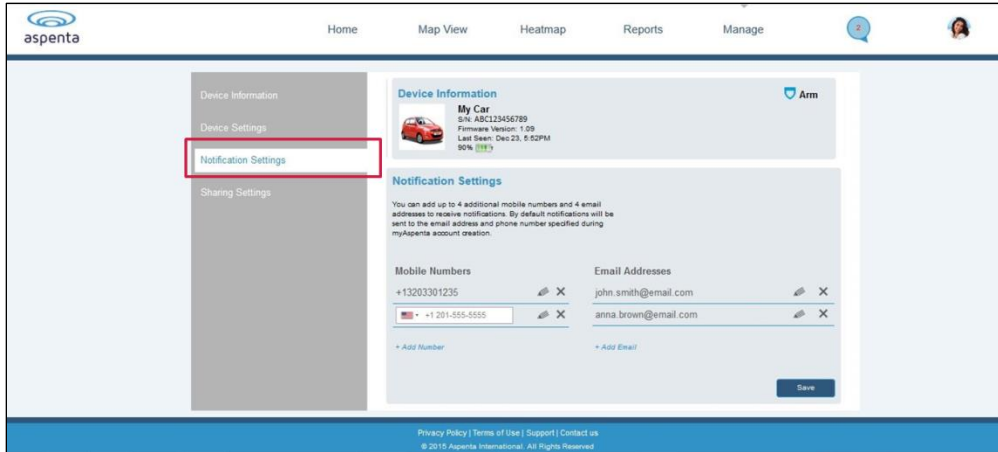 aspenta
Home
Map View
Heatmap
Reports
Manage
2
Device Information
Device Settings
Notification Settings
Sharing Settings
Device Information
Arm
My Car
S/N: ABC123456789
Firmware Version: 1.09
Last Seen: Dec 23, 5:52PM
90%
Notification Settings
You can add up to 4 additional mobile numbers and 4 email
addresses to receive notifications. By default notifications will be
sent to the email address and phone number specified during
myAspenta account creation.
Mobile Numbers
+13203301235
+1 201-555-5555
+ Add Number
Email Addresses
john.smith@email.com
anna.brown@email.com
+ Add Email
Save
Privacy Policy | Terms of Use | Support | Contact us
© 2015 Aspenta International. All Rights Reserved